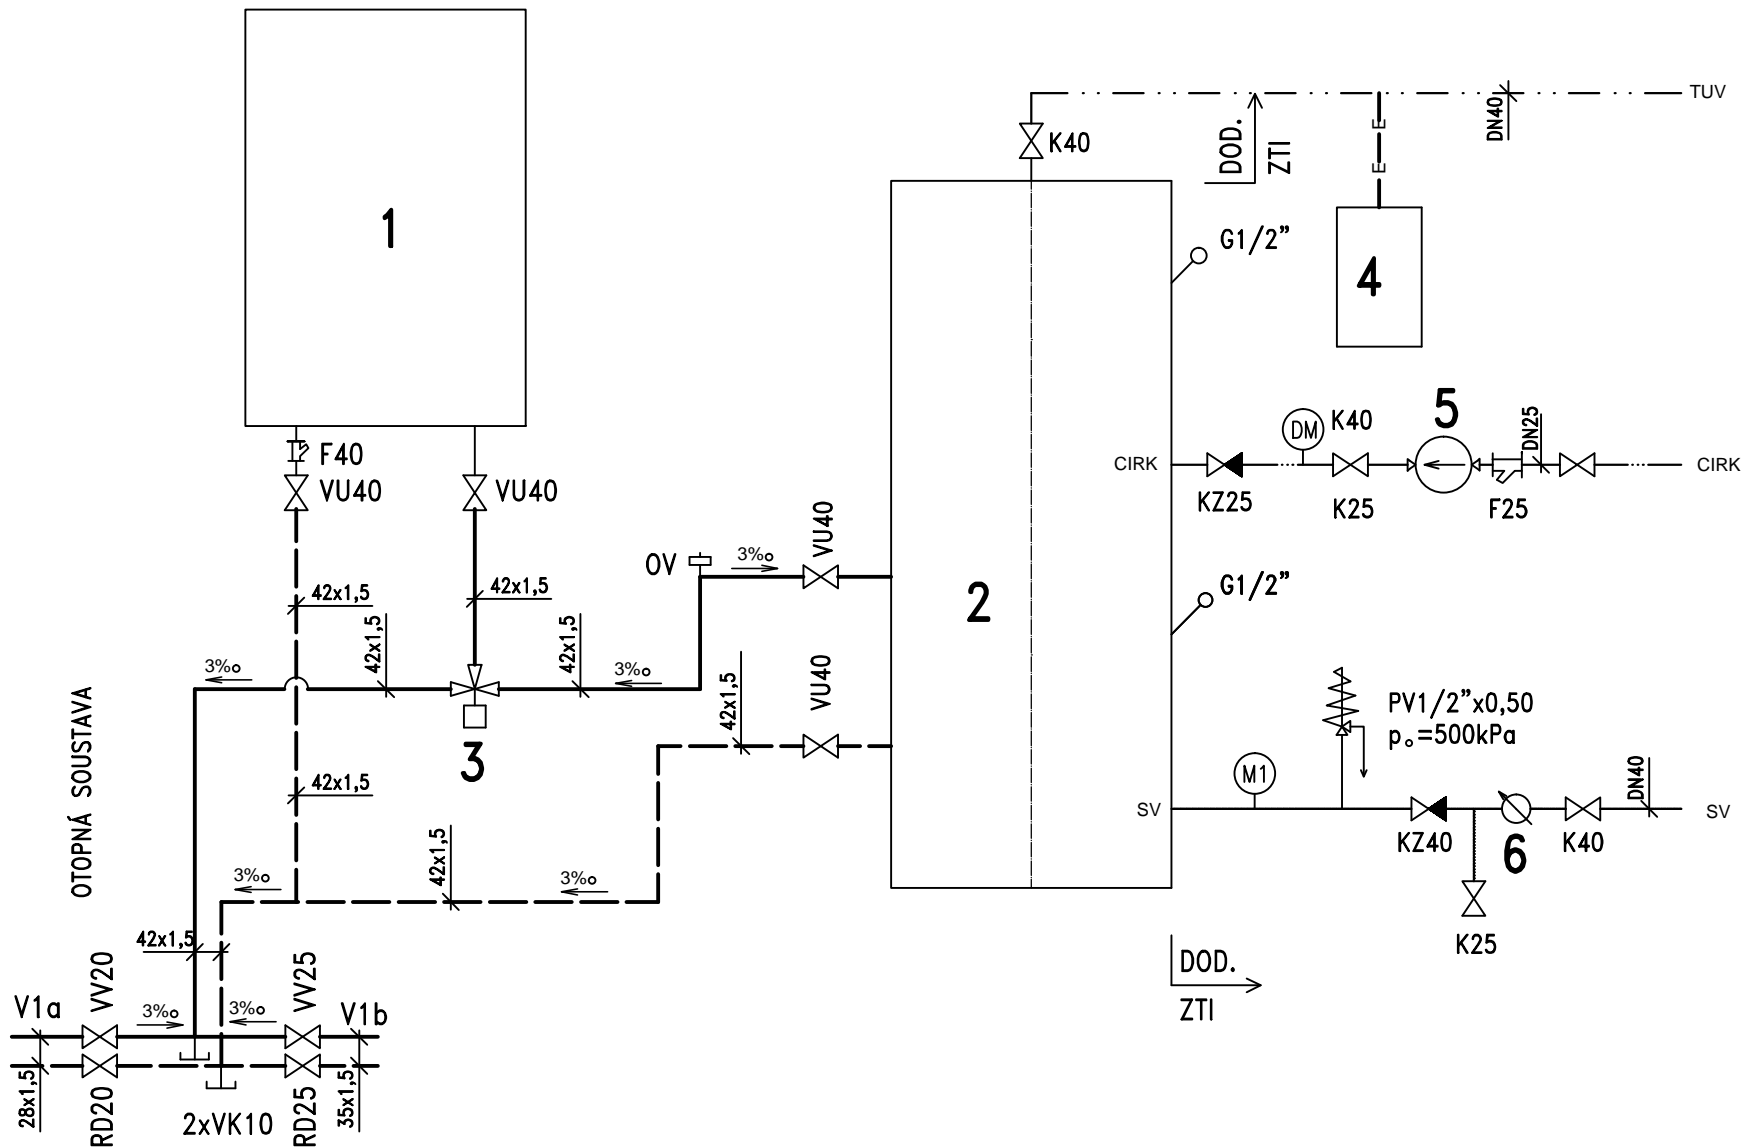 1
TUV
DN40
DOD.
ZTI
K40
G1/2"
4
F40
VU40
VU40
5
DM
K40
DN25
CIRK
CIRK
KZ25
K25
F25
VU40
OV
3%o
42x1,5
42x1,5
2
G1/2"
42x1,5
42x1,5
3%o
3%o
VU40
42x1,5
3
OTOPNÁ SOUSTAVA
PV1/2"x0,50
p₀=500kPa
42x1,5
M1
DN40
SV
SV
KZ40
6
K40
42x1,5
3%o
3%o
K25
42x1,5
DOD.
ZTI
VV20
VV25
V1a
3%o
3%o
V1b
28x1,5
RD20
RD25
35x1,5
2xVK10